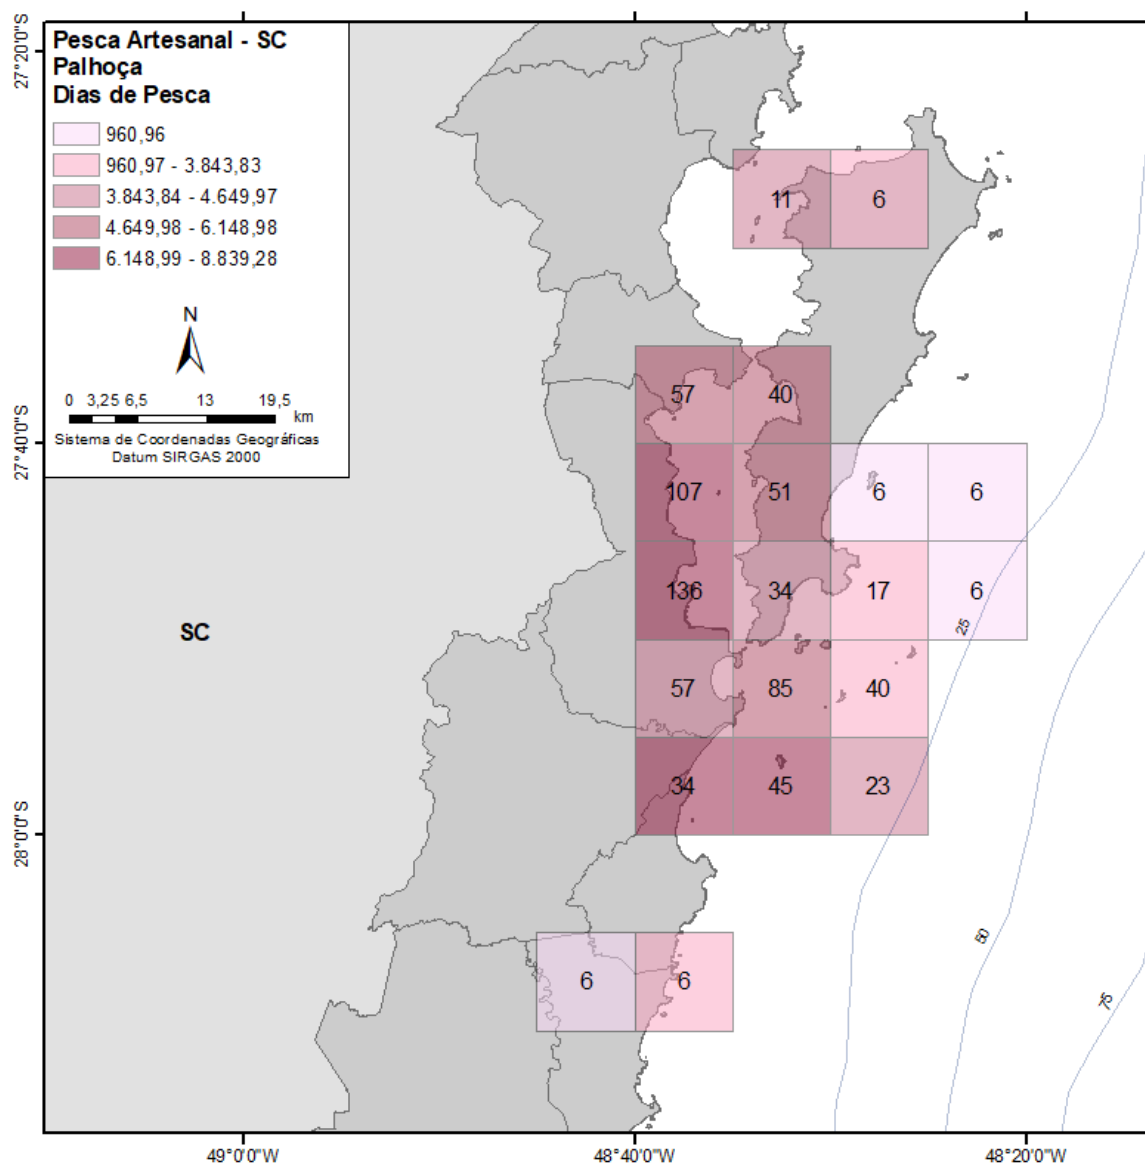 Pesca Artesanal - SC
Palhoça
Dias de Pesca
960,96
960,97 - 3.843,83
3.843,84 - 4.649,97
4.649,98 - 6.148,98
6.148,99 - 8.839,28
N
0 3,25 6,5 13 19,5
km
Sistema de Coordenadas Geográficas
Datum SIRGAS 2000
27°20'0"S
27°40'0"S
28°0'0"S
SC
11 6
57 40
107 51 6 6
136 34 17 6
25
57 85 40
34 45 23
50
6 6
75
49°0'0"W 48°40'0"W 48°20'0"W